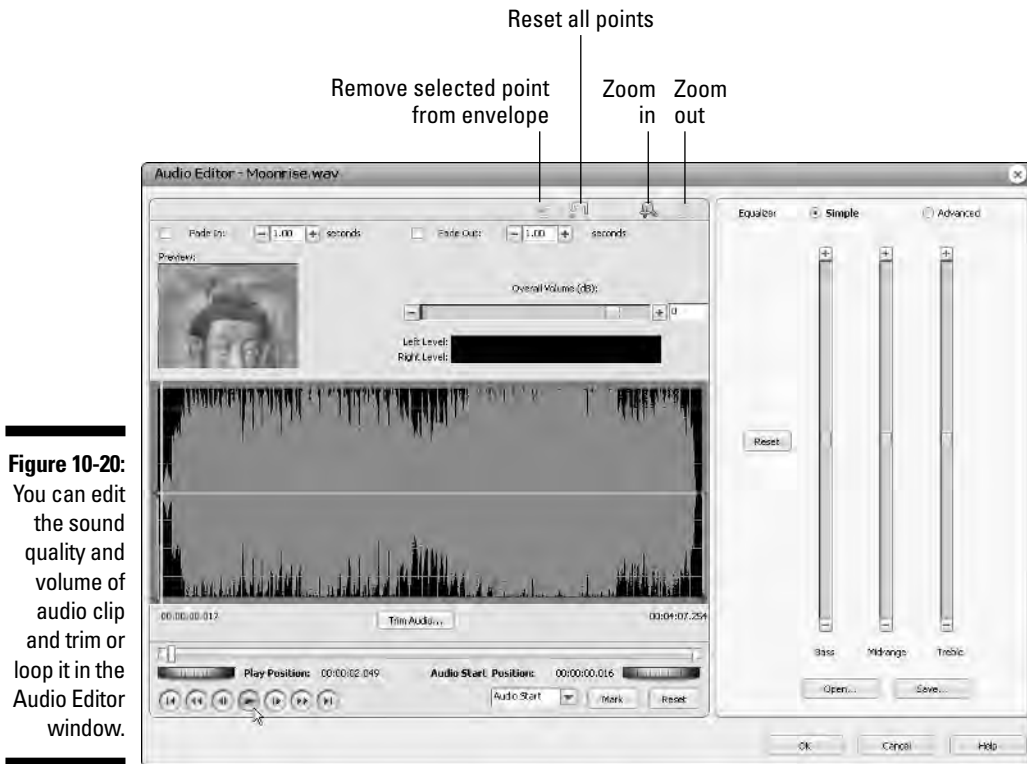 Reset all points
Remove selected point
from envelope
Zoom
in
Zoom
out
Audio Editor - Moonrise.wav
Equalizer
Simple
Advanced
Fade In:
1.00
seconds
Fade Out:
1.00
seconds
Preview:
Overall Volume (dB):
0
Left Level:
Right Level:
Reset
00:00:00.017
Trim Audio...
00:04:07.254
Bass
Midrange
Treble
Play Position: 00:00:02.049
Audio Start Position: 00:00:00.016
Audio Start
Mark
Reset
Open...
Save...
OK
Cancel
Help
Figure 10-20:
You can edit
the sound
quality and
volume of
audio clip
and trim or
loop it in the
Audio Editor
window.